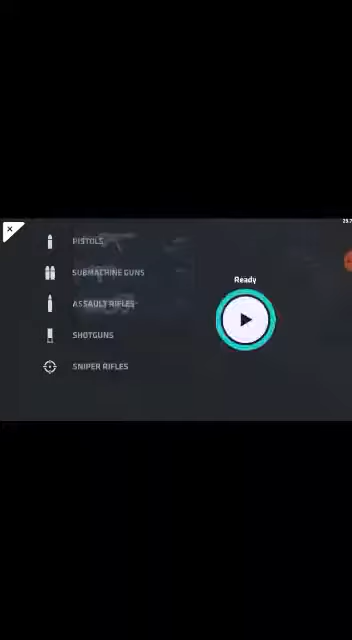 PISTOLS
SUBMACHINE GUNS
Ready
ASSAULT RIFLES
SHOTGUNS
SNIPER RIFLES